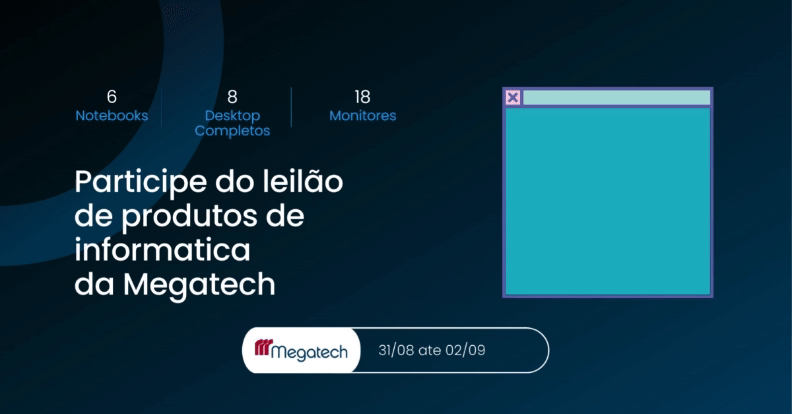 6
Notebooks
8
Desktop
Completos
18
Monitores
Participe do leilão
de produtos de
informatica
da Megatech
Megatech
31/08 ate 02/09